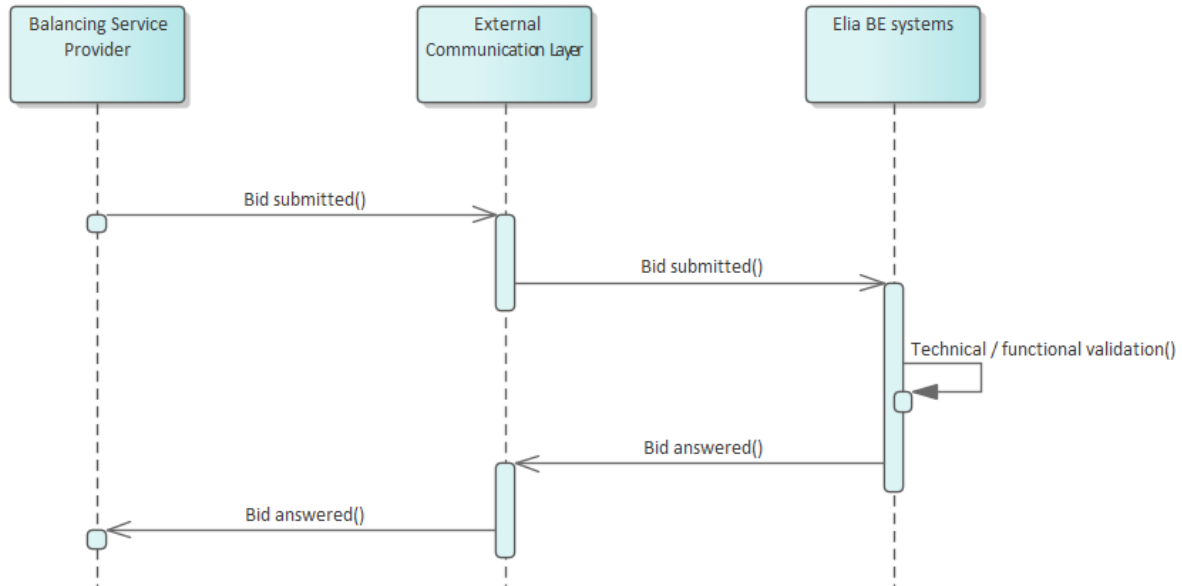 Balancing Service
Provider
External
Communication Layer
Elia BE systems
Bid submitted()
Bid submitted()
Technical / functional validation()
Bid answered()
Bid answered()